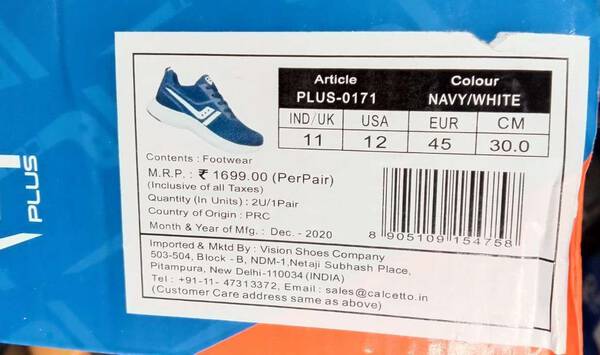 PLUS
Article
PLUS-0171
Colour
NAVY/WHITE
IND/UK USA EUR CM
11 12 45 30.0
Contents : Footwear
M.R.P. : ₹ 1699.00 (PerPair)
(Inclusive of all Taxes)
Quantity (In Units) : 2U/1Pair
Country of Origin : PRC
Month & Year of Mfg. : Dec. - 2020
8 905109 154758
Imported & Mktd By : Vision Shoes Company
503-504, Block - B, NDM-1,Netaji Subhash Place,
Pitampura, New Delhi-110034 (INDIA)
Tel : +91-11- 47313372, Email : sales@calcetto.in
(Customer Care address same as above)